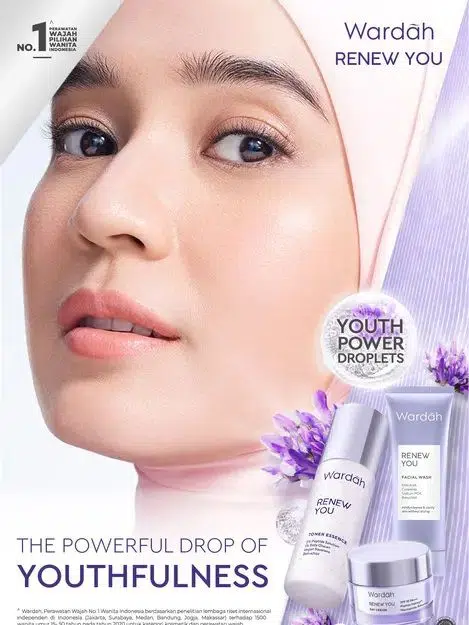 NO.1
PERAWATAN
WAJAH
PILIHAN
WANITA
INDONESIA
Wardah
RENEW YOU
YOUTH
POWER
DROPLETS
Wardah
RENEW
YOU
FACIAL WASH
Wardah
RENEW
YOU
TONER ESSENCE
Wardah
RENEW YOU
DAY CREAM
THE POWERFUL DROP OF
YOUTHFULNESS
* Wardah, Perawatan Wajah No 1 Wanita Indonesia berdasarkan penelitian lembaga riset internasional
independen di Indonesia (Jakarta, Surabaya, Medan, Bandung, Jogja, Makassar) terhadap 1500